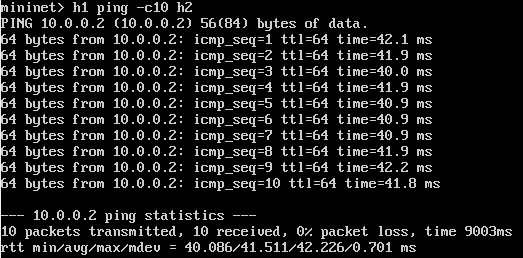 mininet> h1 ping -c10 h2
PING 10.0.0.2 (10.0.0.2) 56(84) bytes of data.
64 bytes from 10.0.0.2: icmp_seq=1 ttl=64 time=42.1 ms
64 bytes from 10.0.0.2: icmp_seq=2 ttl=64 time=41.9 ms
64 bytes from 10.0.0.2: icmp_seq=3 ttl=64 time=40.0 ms
64 bytes from 10.0.0.2: icmp_seq=4 ttl=64 time=41.9 ms
64 bytes from 10.0.0.2: icmp_seq=5 ttl=64 time=40.9 ms
64 bytes from 10.0.0.2: icmp_seq=6 ttl=64 time=40.9 ms
64 bytes from 10.0.0.2: icmp_seq=7 ttl=64 time=40.9 ms
64 bytes from 10.0.0.2: icmp_seq=8 ttl=64 time=41.9 ms
64 bytes from 10.0.0.2: icmp_seq=9 ttl=64 time=42.2 ms
64 bytes from 10.0.0.2: icmp_seq=10 ttl=64 time=41.8 ms
--- 10.0.0.2 ping statistics ---
10 packets transmitted, 10 received, 0% packet loss, time 9003ms
rtt min/avg/max/mdev = 40.086/41.511/42.226/0.701 ms